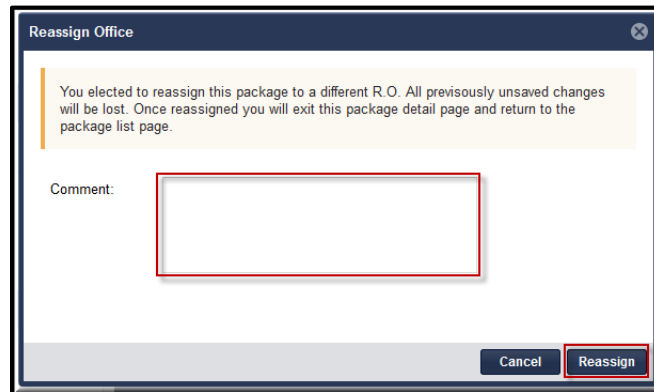 Reassign Office
You elected to reassign this package to a different R.O. All previsously unsaved changes
will be lost. Once reassigned you will exit this package detail page and return to the
package list page.
Comment:
Cancel
Reassign